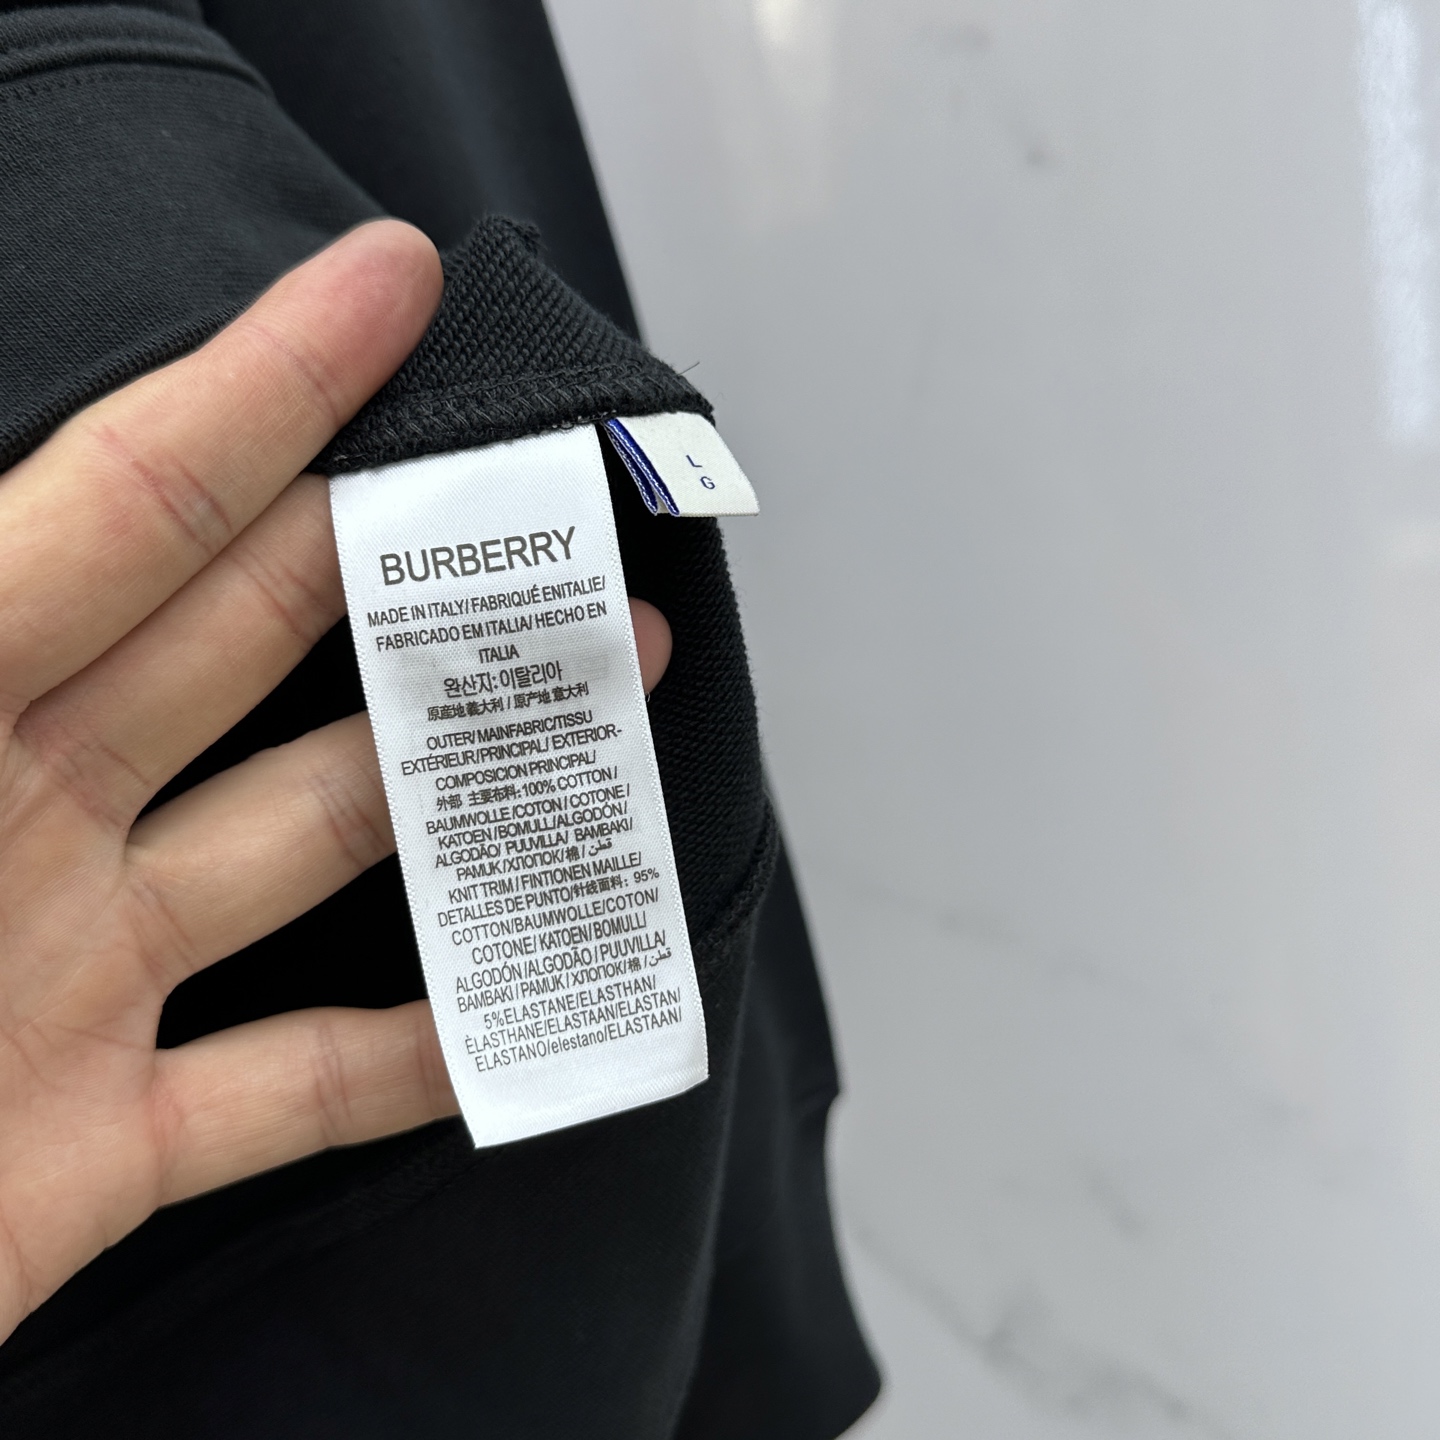 L
G
BURBERRY
MADE IN ITALY/ FABRIQUÉ ENITALIE/
FABRICADO EM ITALIA/ HECHO EN
ITALIA
완산지: 이탈리아
原産地義大利 / 原产地 意大利
OUTER/ MAINFABRIC/TISSU
EXTÉRIEUR/PRINCIPAL/ EXTERIOR-
COMPOSICION PRINCIPAL/
外部 主要布料:100% COTTON /
BAUMWOLLE /COTON / COTONE /
KATOEN / BOMULL/ALGODÓN/
ALGODÃO/ PUUVILLA/ BAMBAKI/
PAMUK / ХЛОПОК/棉 / قطن
KNIT TRIM / FINTIONEN MAILLE/
DETALLES DE PUNTO/针线面料: 95%
COTTON/BAUMWOLLE/COTON/
COTONE/ KATOEN/ BOMULL/
ALGODÓN /ALGODÃO / PUUVILLA/
BAMBAKI / PAMUK / ХЛОПОК/棉 / قطن
5%ELASTANE/ELASTHAN/
ÈLASTHANE/ELASTAAN/ELASTAN/
ELASTANO/elestano/ELASTAAN/